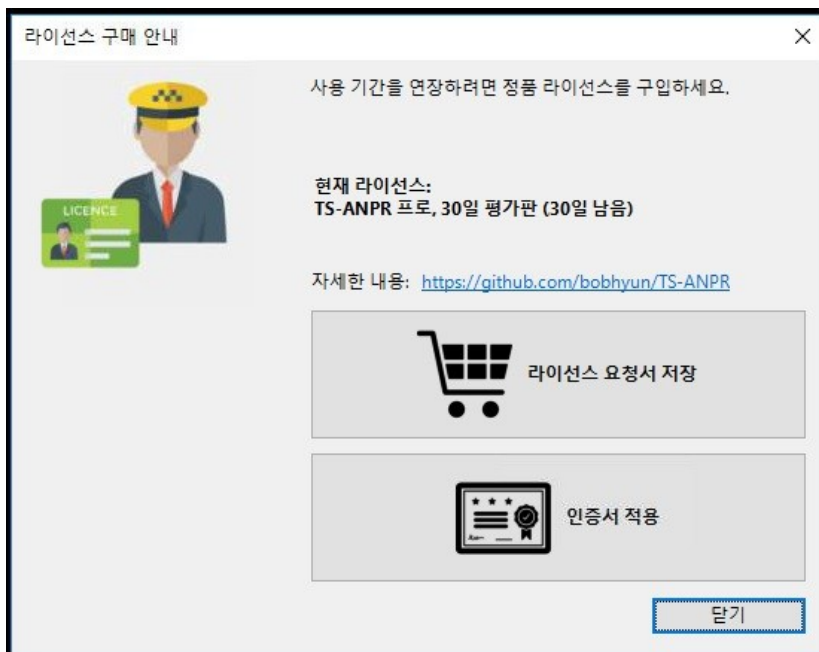 라이선스 구매 안내
사용 기간을 연장하려면 정품 라이선스를 구입하세요.
현재 라이선스:
TS-ANPR 프로, 30일 평가판 (30일 남음)
LICENCE
자세한 내용: https://github.com/bobhyun/TS-ANPR
라이선스 요청서 저장
인증서 적용
닫기